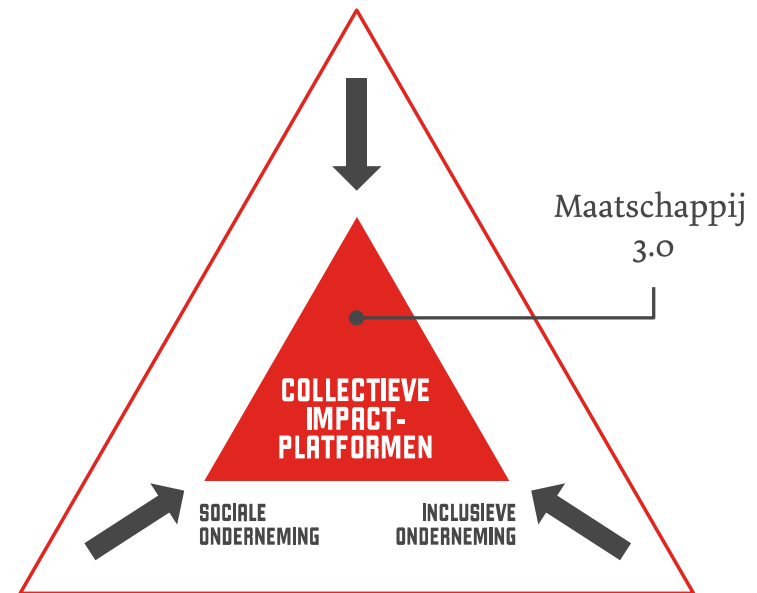 Maatschappij
3.0
COLLECTIEVE
IMPACT-
PLATFORMEN
SOCIALE
ONDERNEMING
INCLUSIEVE
ONDERNEMING